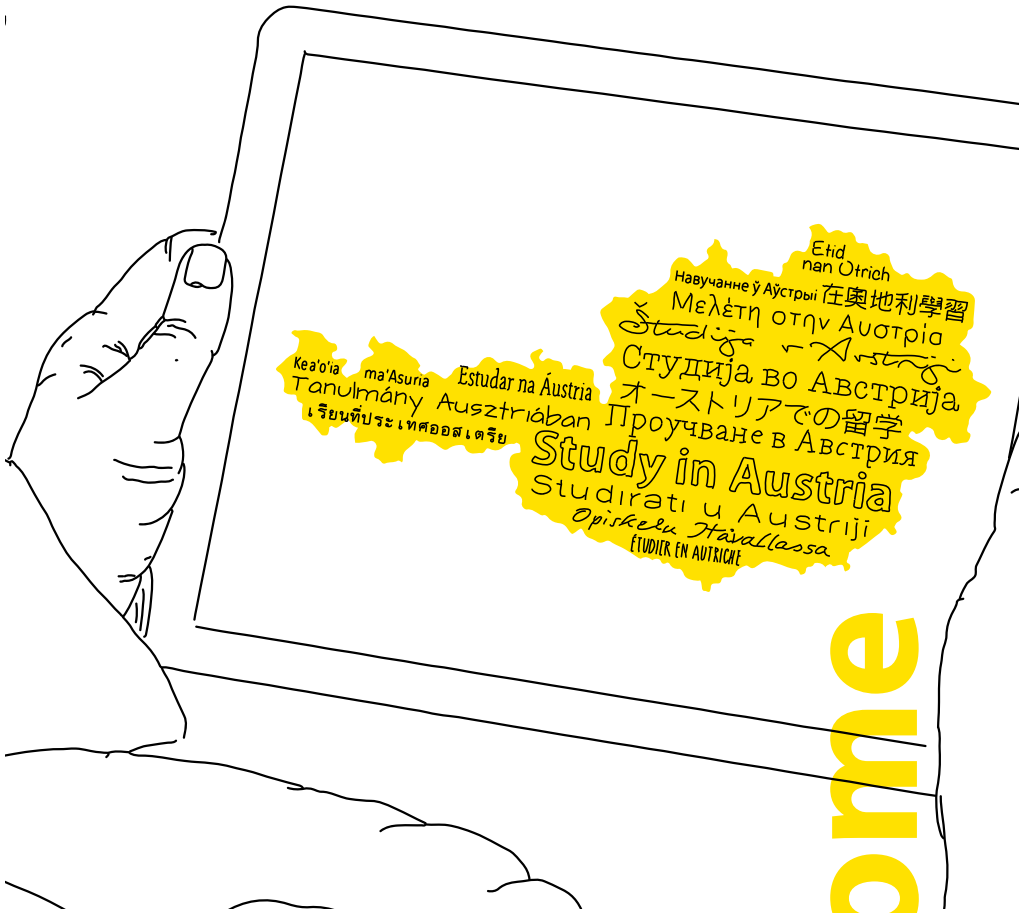 Etid
nan Otrich
Навучанне ў Аўстрыі 在奧地利學習
Μελέτη στην Αυστρία
Študija v Avstriji
Студија во Австрија
オーストリアでの留学
Проучване в Австрия
Kea'o'ia ma'Asuria
Estudar na Áustria
Tanulmány Ausztriában
เรียนที่ประเทศออสเตรีย
Study in Austria
Studirati u Austriji
Opiskelu Itävallassa
ÉTUDIER EN AUTRICHE
ome